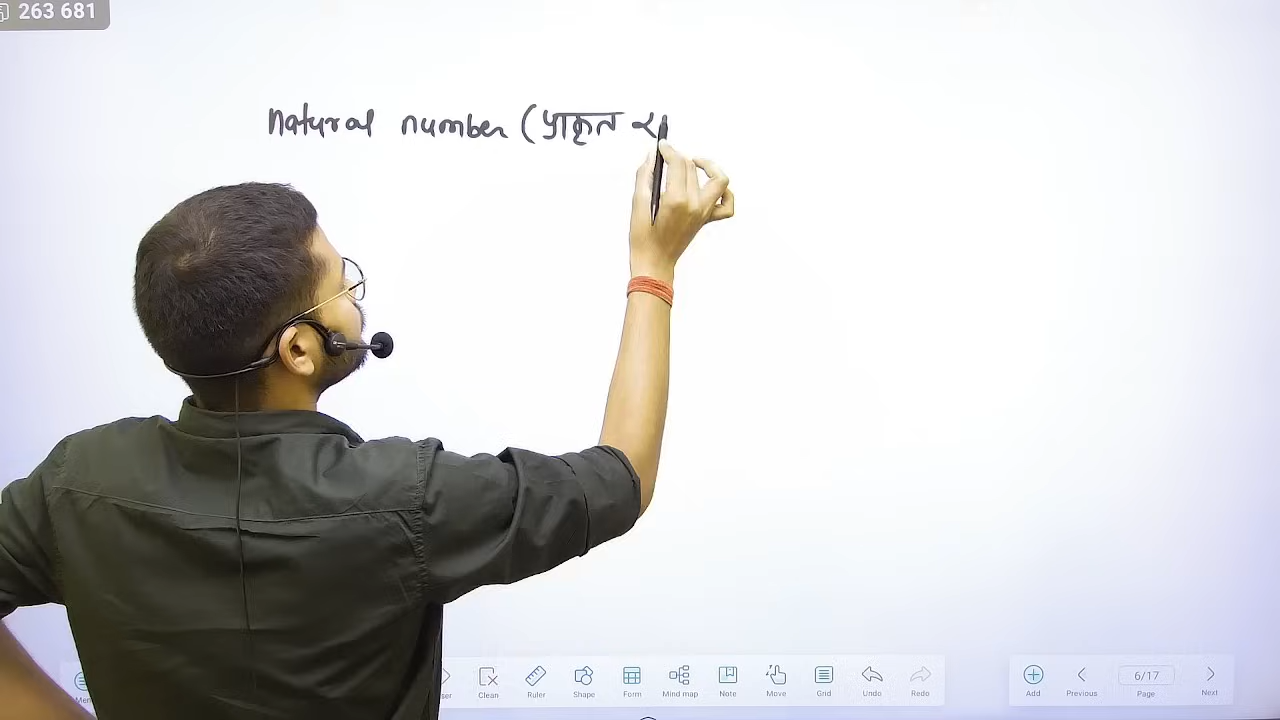 263 681
Natural number (प्राकृत
Clean Ruler Shape Form Mind map Note Move Grid Undo Redo Add Previous 6/17 Page Next